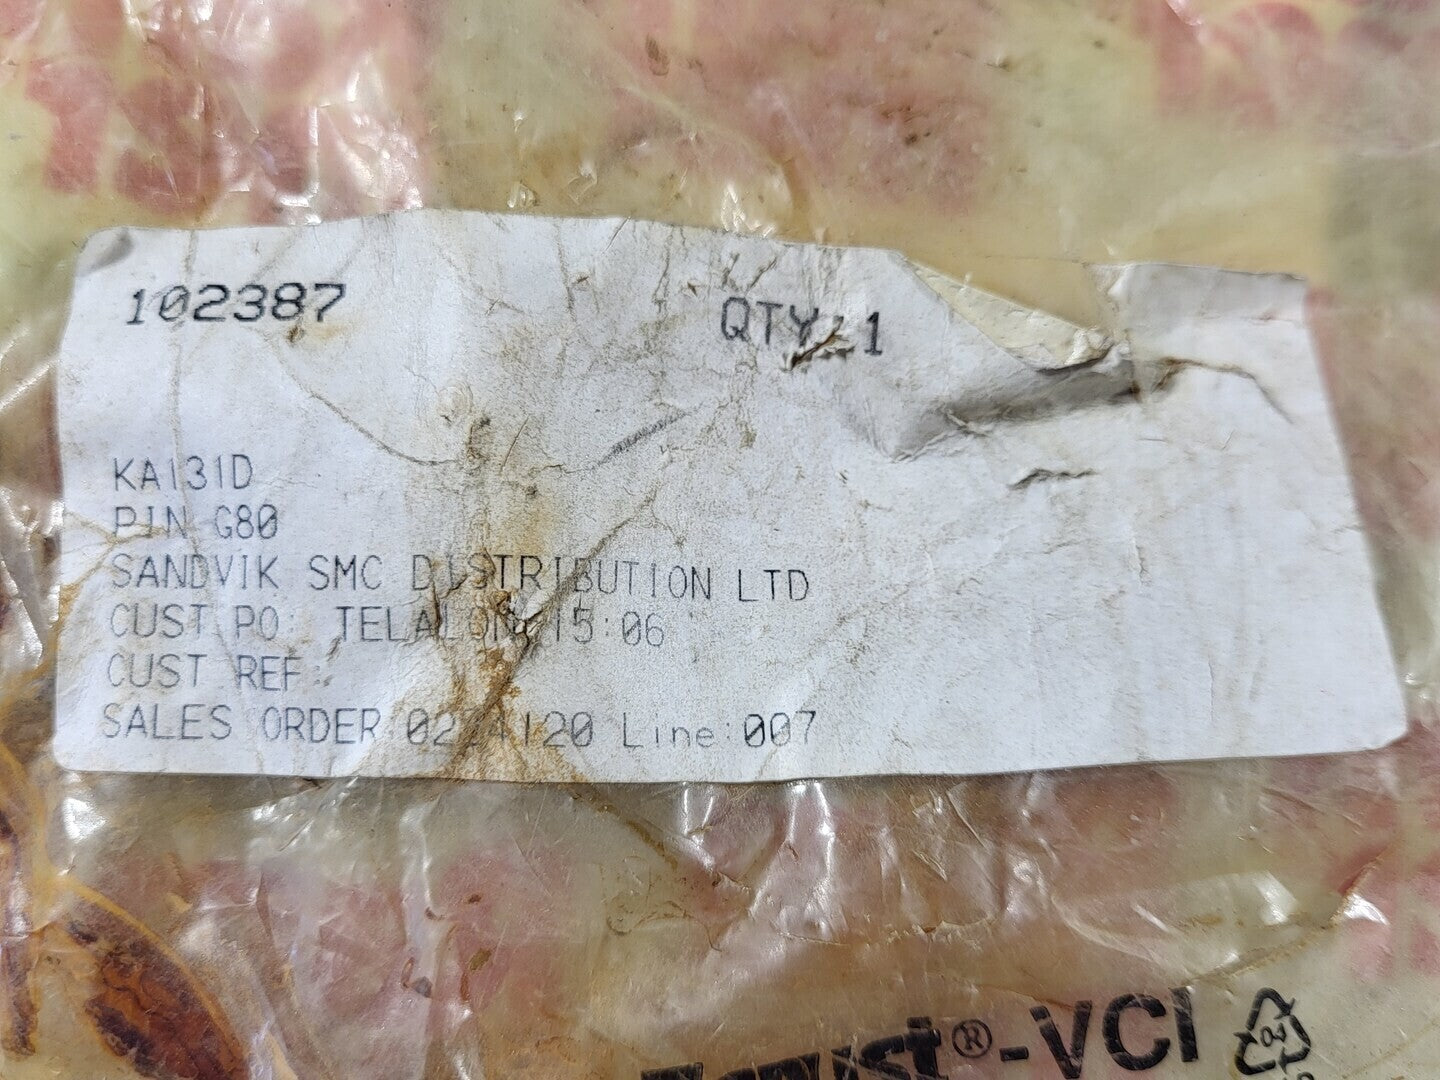 102387 QTY:1
KA131D
PIN G80
SANDVIK SMC DISTRIBUTION LTD
CUST PO: 15:06
CUST REF:
SALES ORDER Line:007
®-VCI
04